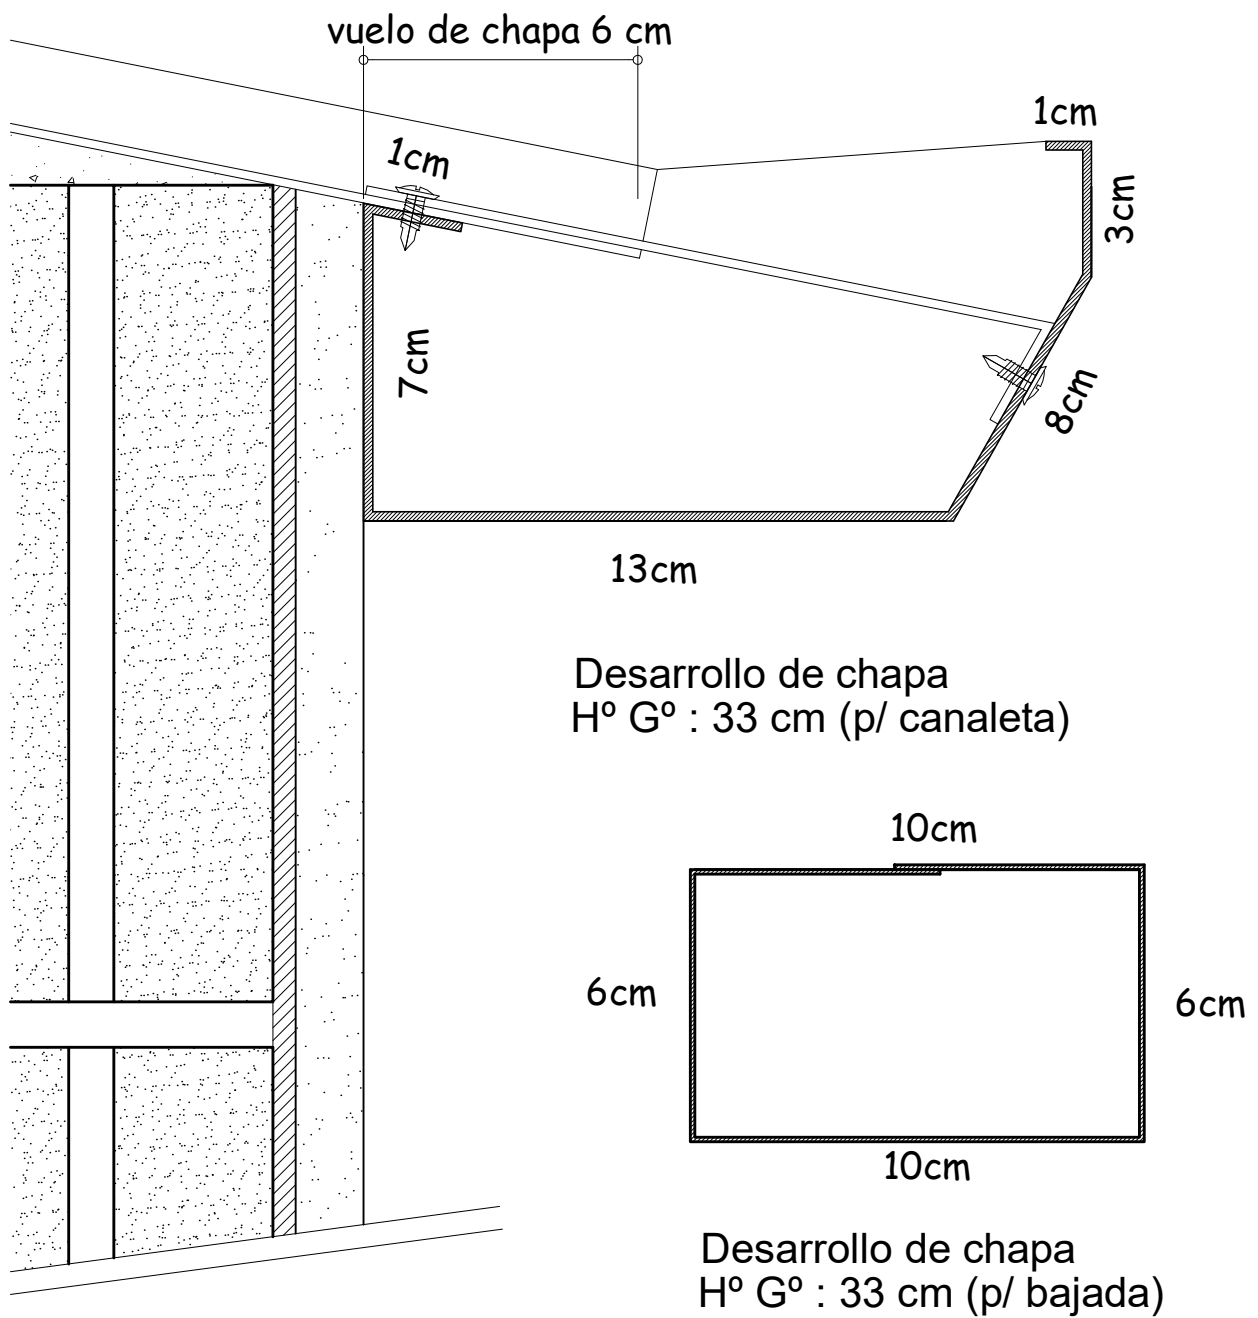 vuelo de chapa 6 cm
1cm
1cm
3cm
7cm
8cm
13cm
Desarrollo de chapa
Hº Gº : 33 cm (p/ canaleta)
10cm
6cm
6cm
10cm
Desarrollo de chapa
Hº Gº : 33 cm (p/ bajada)